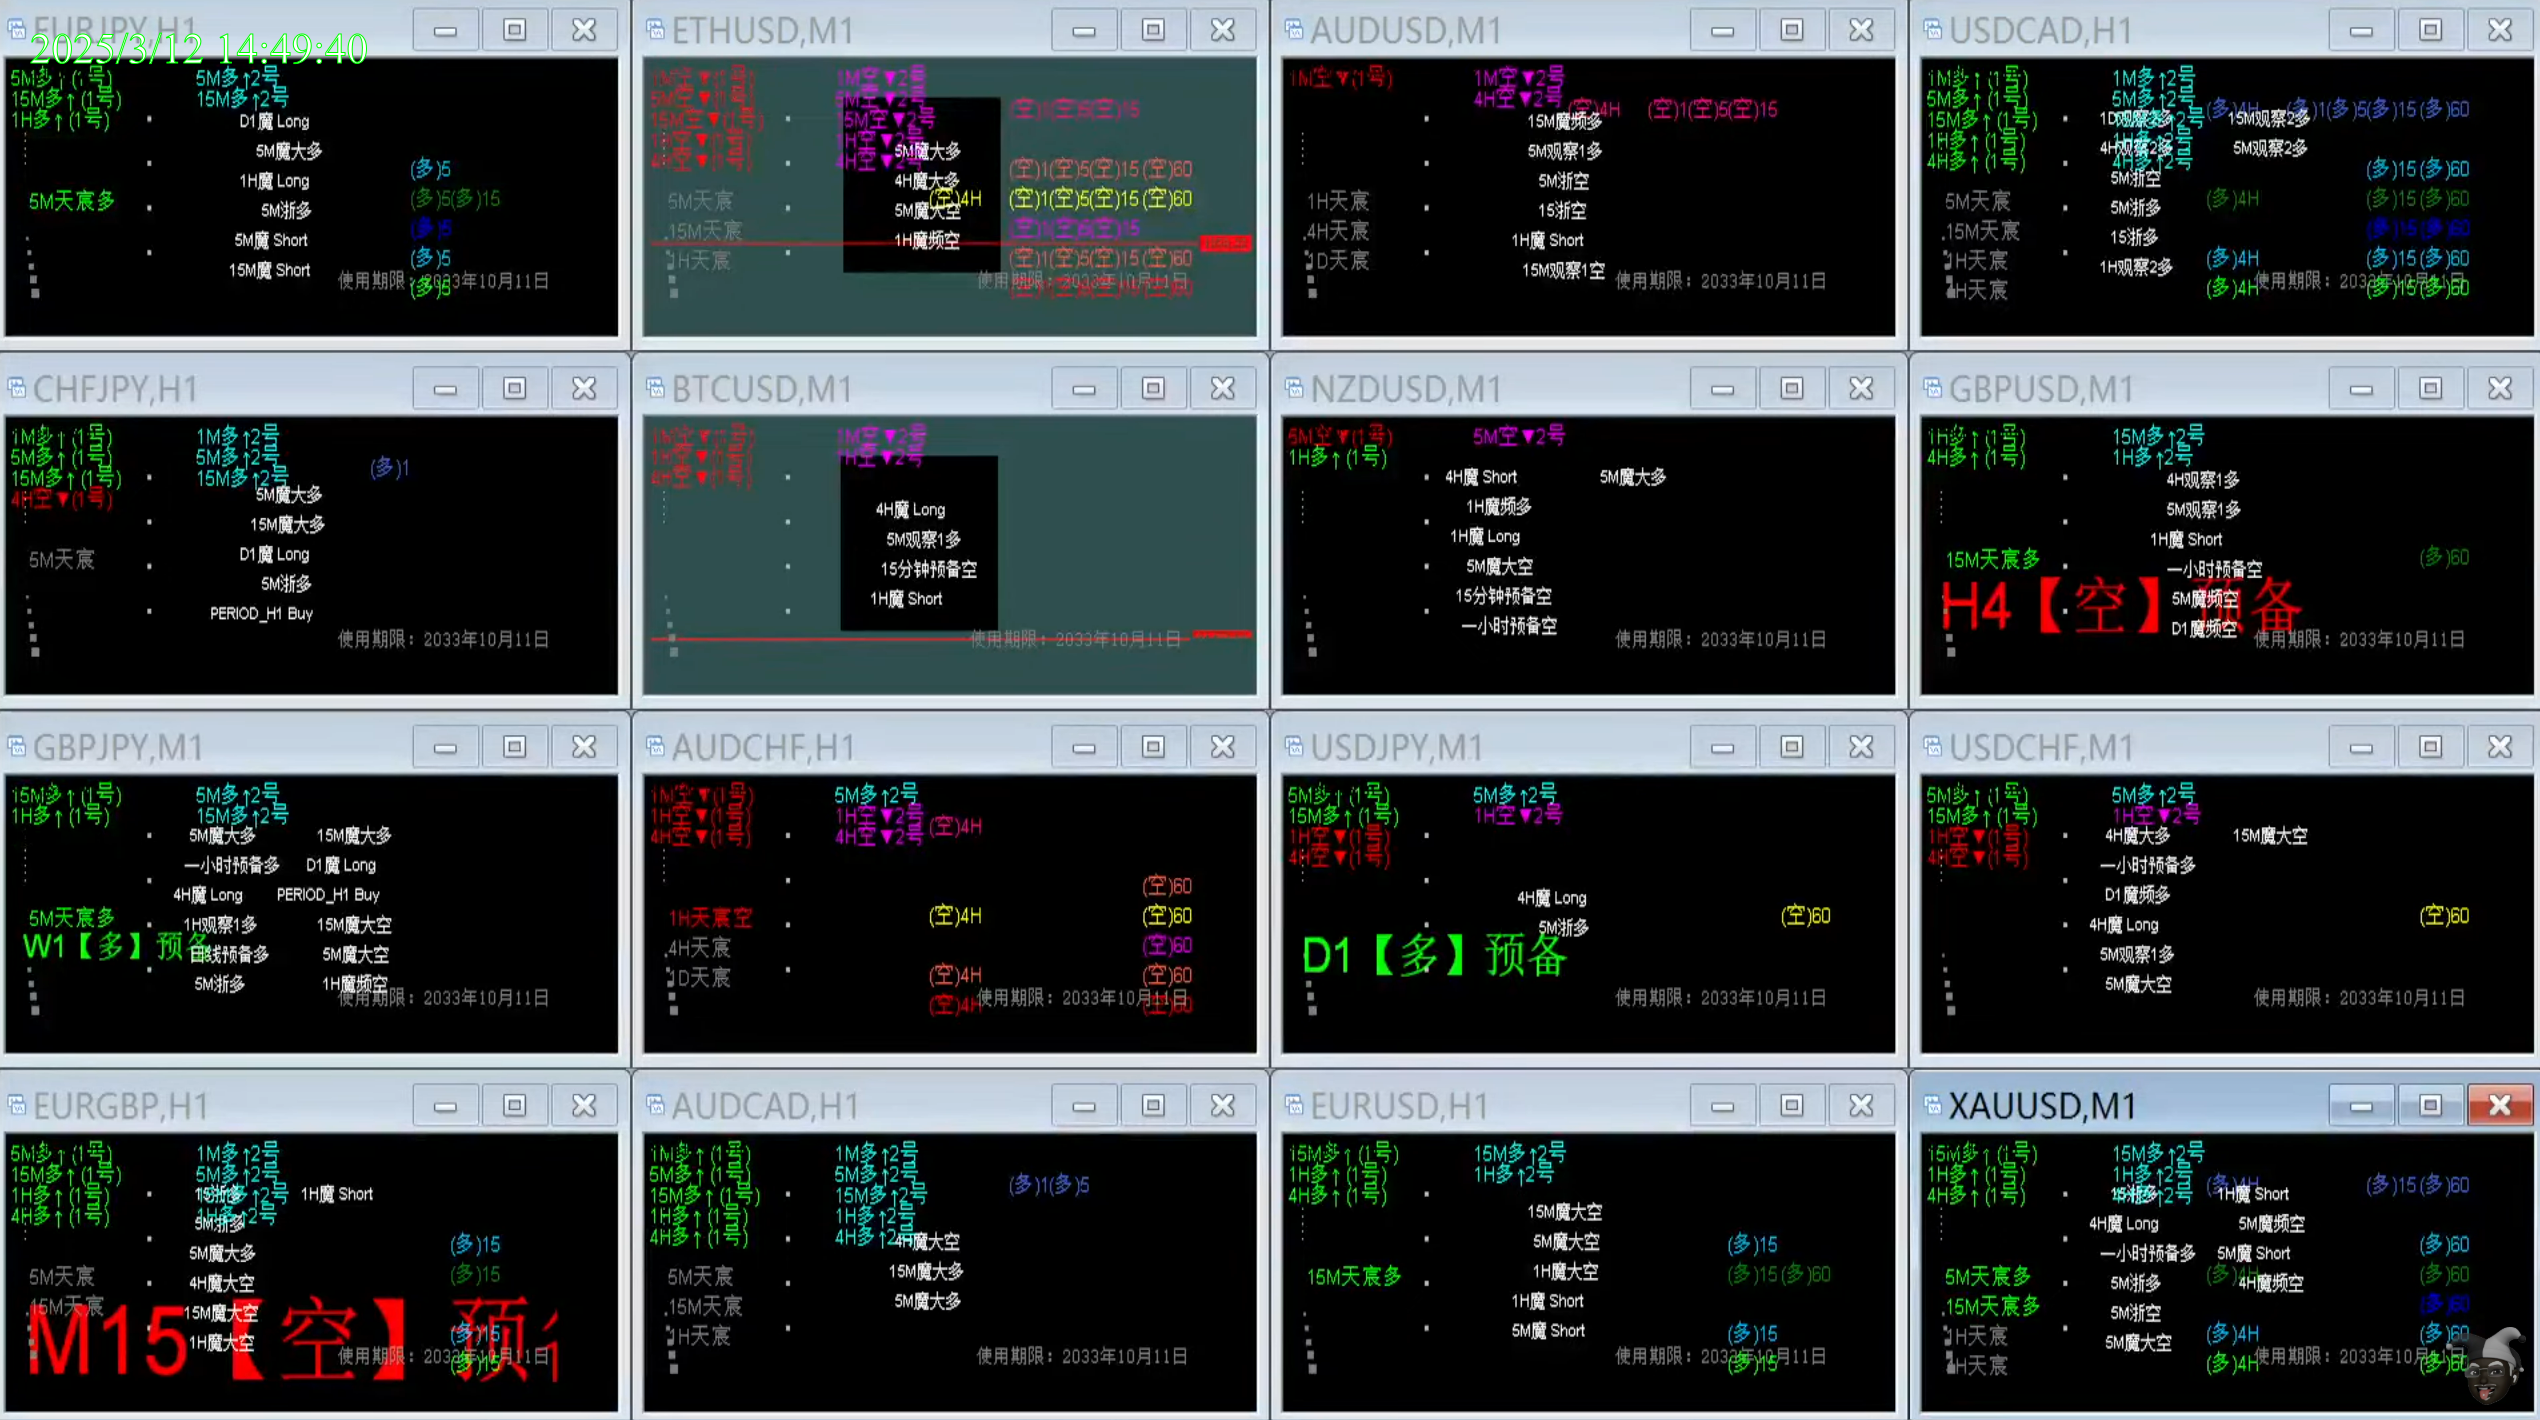 EURJPY,H1
2025/3/12 14:49:40
5M多↑(1号) 5M多↑2号
15M多↑(1号) 15M多↑2号
1H多↑(1号)
D1魔 Long
5M魔大多
1H魔 Long
(多)5
5M天宸多
(多)5(多)15
5M浙多
(多)5
5M魔 Short
(多)5
15M魔 Short
使用期限：2033年10月11日
(多)5
ETHUSD,M1
1M空▼(1号) 1M空▼2号
5M空▼(1号) 5M空▼2号
(空)1(空)5(空)15
15M空▼(1号) 15M空▼2号
1H空▼(1号) 1H空▼2号
4H空▼(1号) 4H空▼2号
5M魔大多
(空)1(空)5(空)15(空)60
4H魔大多
5M天宸
(空)4H (空)1(空)5(空)15(空)60
5M魔大空
15M天宸
(空)1(空)5(空)15
1H魔频空
1H天宸
(空)1(空)5(空)15(空)60
使用期限：2033年10月11日
AUDUSD,M1
1M空▼(1号) 1M空▼2号
4H空▼2号
(空)4H (空)1(空)5(空)15
15M魔频多
5M观察1多
5M浙空
1H天宸
15浙空
4H天宸
1H魔 Short
1D天宸
15M观察1空
使用期限：2033年10月11日
USDCAD,H1
1M多↑(1号) 1M多↑2号
5M多↑(1号) 5M多↑2号
(多)4H (多)1(多)5(多)15(多)60
15M多↑(1号) 15M多↑2号
1D观察2多 15M观察2多
1H多↑(1号) 1H多↑2号
4H观察2多 5M观察2多
4H多↑(1号) 4H多↑2号
(多)15(多)60
5M浙空
5M天宸
(多)4H (多)15(多)60
5M浙多
15M天宸
(多)15(多)60
15浙多
1H天宸
(多)4H (多)15(多)60
1H观察2多
4H天宸
(多)4H (多)15(多)60
使用期限：2033年10月11日
CHFJPY,H1
1M多↑(1号) 1M多↑2号
5M多↑(1号) 5M多↑2号
(多)1
15M多↑(1号) 15M多↑2号
4H空▼(1号)
5M魔大多
15M魔大多
5M天宸
D1魔 Long
5M浙多
PERIOD_H1 Buy
使用期限：2033年10月11日
BTCUSD,M1
1M空▼(1号) 1M空▼2号
1H空▼(1号) 1H空▼2号
4H空▼(1号)
4H魔 Long
5M观察1多
15分钟预备空
1H魔 Short
使用期限：2033年10月11日
NZDUSD,M1
5M空▼(1号) 5M空▼2号
1H多↑(1号)
4H魔 Short 5M魔大多
1H魔频多
1H魔 Long
5M魔大空
15分钟预备空
一小时预备空
使用期限：2033年10月11日
GBPUSD,M1
1H多↑(1号) 15M多↑2号
4H多↑(1号) 1H多↑2号
4H观察1多
5M观察1多
1H魔 Short
15M天宸多
(多)60
一小时预备空
H4【空】预备
5M魔频空
D1魔频空
使用期限：2033年10月11日
GBPJPY,M1
15M多↑(1号) 5M多↑2号
1H多↑(1号) 15M多↑2号
5M魔大多 15M魔大多
一小时预备多 D1魔 Long
4H魔 Long PERIOD_H1 Buy
5M天宸多
1H观察1多 15M魔大空
W1【多】预备
日线预备多 5M魔大空
5M浙多 1H魔频空
使用期限：2033年10月11日
AUDCHF,H1
1M空▼(1号) 5M多↑2号
1H空▼(1号) 1H空▼2号
4H空▼(1号) 4H空▼2号
(空)4H
(空)60
1H天宸空
(空)4H (空)60
4H天宸
(空)60
1D天宸
(空)4H (空)60
(空)4H (空)60
使用期限：2033年10月11日
USDJPY,M1
5M多↑(1号) 5M多↑2号
15M多↑(1号) 1H空▼2号
1H空▼(1号)
4H空▼(1号)
4H魔 Long
(空)60
5M浙多
D1【多】预备
使用期限：2033年10月11日
USDCHF,M1
5M多↑(1号) 5M多↑2号
15M多↑(1号) 1H空▼2号
1H空▼(1号)
4H魔大多 15M魔大空
4H空▼(1号)
一小时预备多
D1魔频多
(空)60
4H魔 Long
5M观察1多
5M魔大空
使用期限：2033年10月11日
EURGBP,H1
5M多↑(1号) 1M多↑2号
15M多↑(1号) 5M多↑2号
1H多↑(1号) 15M多↑2号
15浙多 1H魔 Short
4H多↑(1号) 1H多↑2号
5M浙多
5M魔大多
(多)15
5M天宸
(多)15
4H魔大空
15M天宸
M15【空】预
15M魔大空
(多)15
1H魔大空
使用期限：2033年10月11日
(多)15
AUDCAD,H1
1M多↑(1号) 1M多↑2号
5M多↑(1号) 5M多↑2号
(多)1(多)5
15M多↑(1号) 15M多↑2号
1H多↑(1号) 1H多↑2号
4H多↑(1号) 4H多↑2号
4H魔大空
15M魔大多
5M天宸
5M魔大多
15M天宸
1H天宸
使用期限：2033年10月11日
EURUSD,H1
15M多↑(1号) 15M多↑2号
1H多↑(1号) 1H多↑2号
4H多↑(1号)
15M魔大空
5M魔大空
(多)15
15M天宸多
1H魔大空
(多)15(多)60
1H魔 Short
5M魔 Short
(多)15
使用期限：2033年10月11日
(多)15
XAUUSD,M1
15M多↑(1号) 15M多↑2号
1H多↑(1号) 1H多↑2号
(多)4H (多)15(多)60
4H多↑(1号) 4H多↑2号
15浙多 1H魔 Short
4H魔 Long 5M魔频空
一小时预备多 5M魔 Short
(多)60
5M天宸多
(多)4H (多)60
5M浙多 4H魔频空
15M天宸多
(多)60
5M浙空
1H天宸
(多)4H (多)60
5M魔大空
4H天宸
(多)4H (多)60
使用期限：2033年10月11日